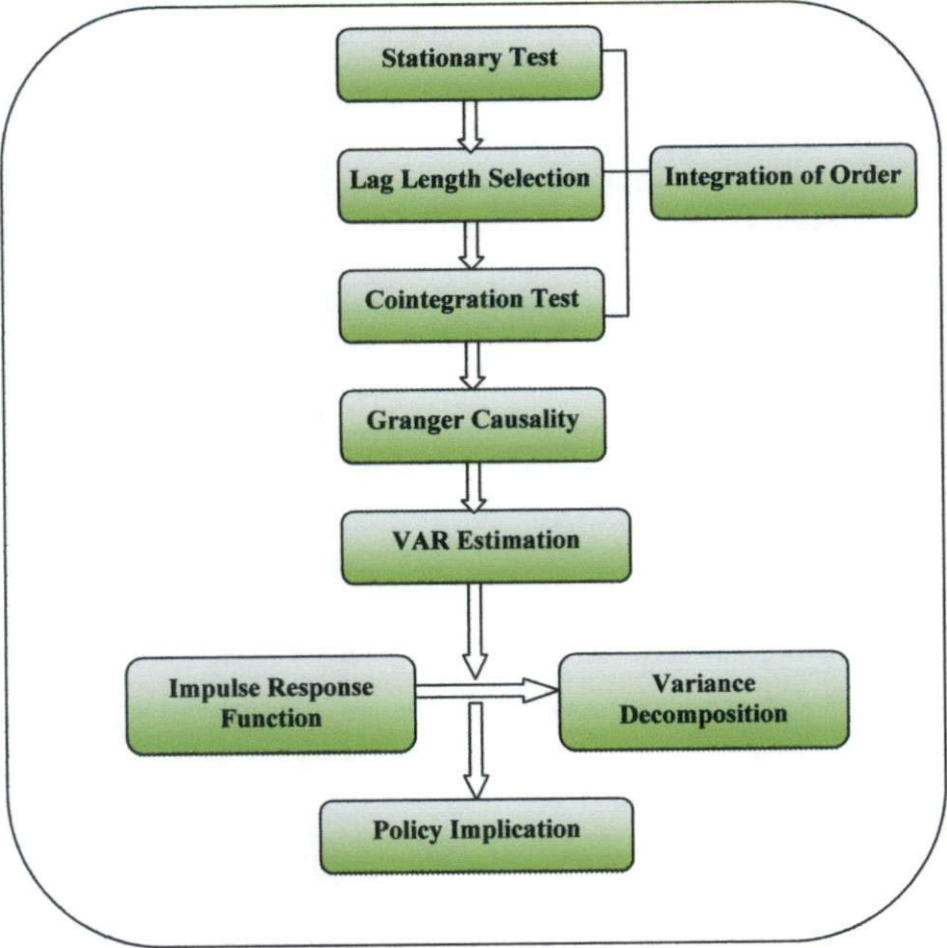 Stationary Test
Lag Length Selection
Integration of Order
Cointegration Test
Granger Causality
VAR Estimation
Impulse Response
Function
Variance
Decomposition
Policy Implication